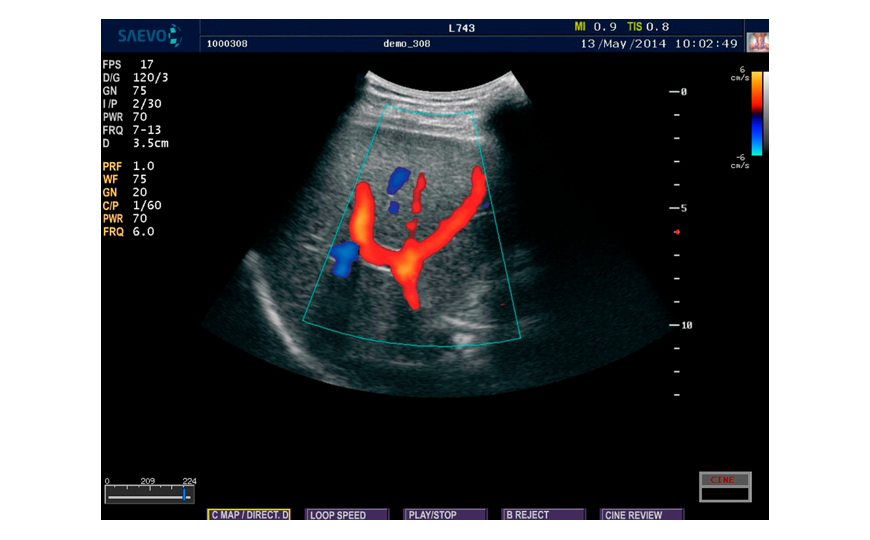 SAEVO
L743
MI 0.9 TIS 0.8
1000308
demo_308
13/May/2014 10:02:49
FPS 17
D/G 120/3
GN 75
I/P 2/30
PWR 70
FRQ 7-13
D 3.5cm
PRF 1.0
WF 75
GN 20
C/P 1/60
PWR 70
FRQ 6.0
6
cm/s
-6
cm/s
0
5
10
0 209 224
CINE
C MAP / DIRECT. D
LOOP SPEED
PLAY/STOP
B REJECT
CINE REVIEW